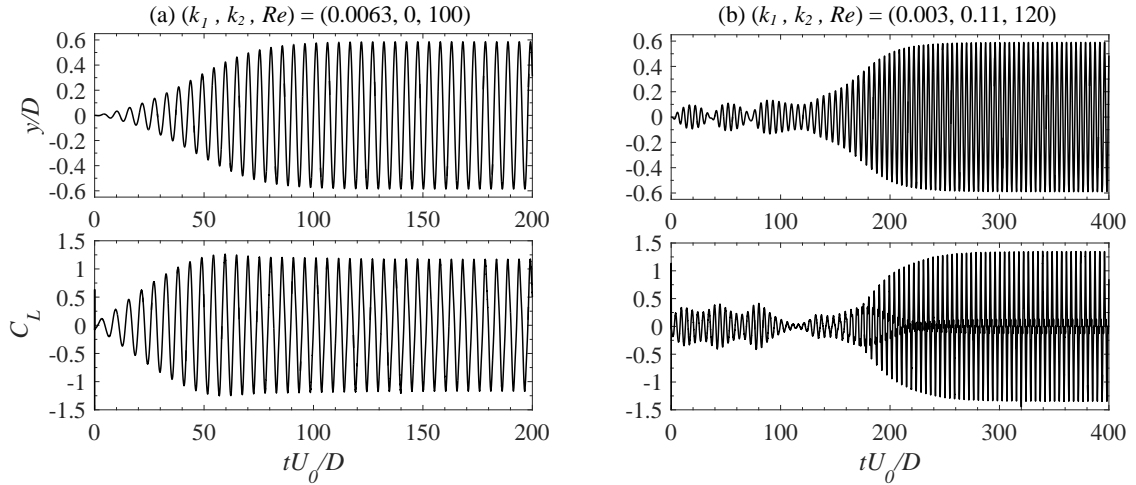 (a) (k1 , k2 , Re) = (0.0063, 0, 100)
0.6
0.4
0.2
0
-0.2
-0.4
-0.6
y/D
0 50 100 150 200
1.5
1
0.5
0
-0.5
-1
-1.5
CL
0 50 100 150 200
tU0/D
(b) (k1 , k2 , Re) = (0.003, 0.11, 120)
0.6
0.4
0.2
0
-0.2
-0.4
-0.6
0 100 200 300 400
1.5
1
0.5
0
-0.5
-1
-1.5
0 100 200 300 400
tU0/D